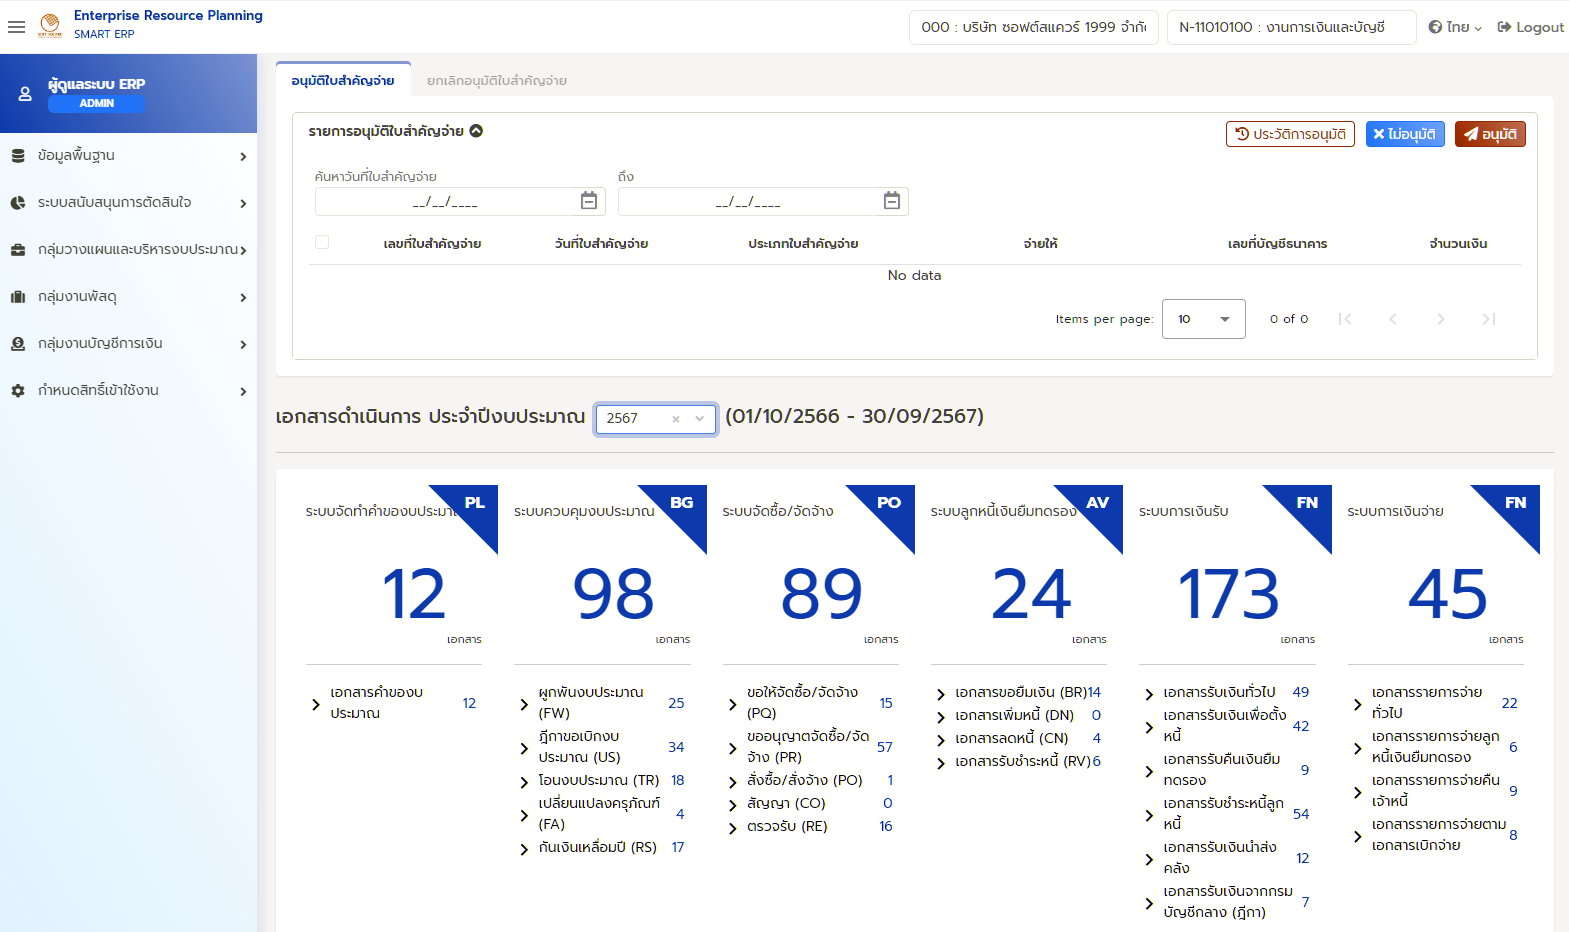 Enterprise Resource Planning
SMART ERP
000 : บริษัท ซอฟต์สแควร์ 1999 จำกั
N-11010100 : งานการเงินและบัญชี
ไทย
Logout
ผู้ดูแลระบบ ERP
ADMIN
ข้อมูลพื้นฐาน
ระบบสนับสนุนการตัดสินใจ
กลุ่มวางแผนและบริหารงบประมาณ
กลุ่มงานพัสดุ
กลุ่มงานบัญชีการเงิน
กำหนดสิทธิ์เข้าใช้งาน
อนุมัติใบสำคัญจ่าย
ยกเลิกอนุมัติใบสำคัญจ่าย
รายการอนุมัติใบสำคัญจ่าย
ประวัติการอนุมัติ
ไม่อนุมัติ
อนุมัติ
ค้นหาวันที่ใบสำคัญจ่าย
ถึง
__/__/____
__/__/____
เลขที่ใบสำคัญจ่าย
วันที่ใบสำคัญจ่าย
ประเภทใบสำคัญจ่าย
จ่ายให้
เลขที่บัญชีธนาคาร
จำนวนเงิน
No data
Items per page:
10
0 of 0
เอกสารดำเนินการ ประจำปีงบประมาณ
2567
(01/10/2566 - 30/09/2567)
ระบบจัดทำคำของบประมา
PL
12
เอกสาร
เอกสารคำของบ
ประมาณ
12
ระบบควบคุมงบประมาณ
BG
98
เอกสาร
ผูกพันงบประมาณ
(FW)
25
ฎีกาขอเบิกงบ
ประมาณ (US)
34
โอนงบประมาณ (TR)
18
เปลี่ยนแปลงครุภัณฑ์
(FA)
4
กันเงินเหลื่อมปี (RS)
17
ระบบจัดซื้อ/จัดจ้าง
PO
89
เอกสาร
ขอให้จัดซื้อ/จัดจ้าง
(PQ)
15
ขออนุญาตจัดซื้อ/จัด
จ้าง (PR)
57
สั่งซื้อ/สั่งจ้าง (PO)
1
สัญญา (CO)
0
ตรวจรับ (RE)
16
ระบบลูกหนี้เงินยืมทดรอง
AV
24
เอกสาร
เอกสารขอยืมเงิน (BR)
14
เอกสารเพิ่มหนี้ (DN)
0
เอกสารลดหนี้ (CN)
4
เอกสารรับชำระหนี้ (RV)
6
ระบบการเงินรับ
FN
173
เอกสาร
เอกสารรับเงินทั่วไป
49
เอกสารรับเงินเพื่อตั้ง
หนี้
42
เอกสารรับคืนเงินยืม
ทดรอง
9
เอกสารรับชำระหนี้ลูก
หนี้
54
เอกสารรับเงินนำส่ง
คลัง
12
เอกสารรับเงินจากกรม
บัญชีกลาง (ฎีกา)
7
ระบบการเงินจ่าย
FN
45
เอกสาร
เอกสารรายการจ่าย
ทั่วไป
22
เอกสารรายการจ่ายลูก
หนี้เงินยืมทดรอง
6
เอกสารรายการจ่ายคืน
เจ้าหนี้
9
เอกสารรายการจ่ายตาม
เอกสารเบิกจ่าย
8